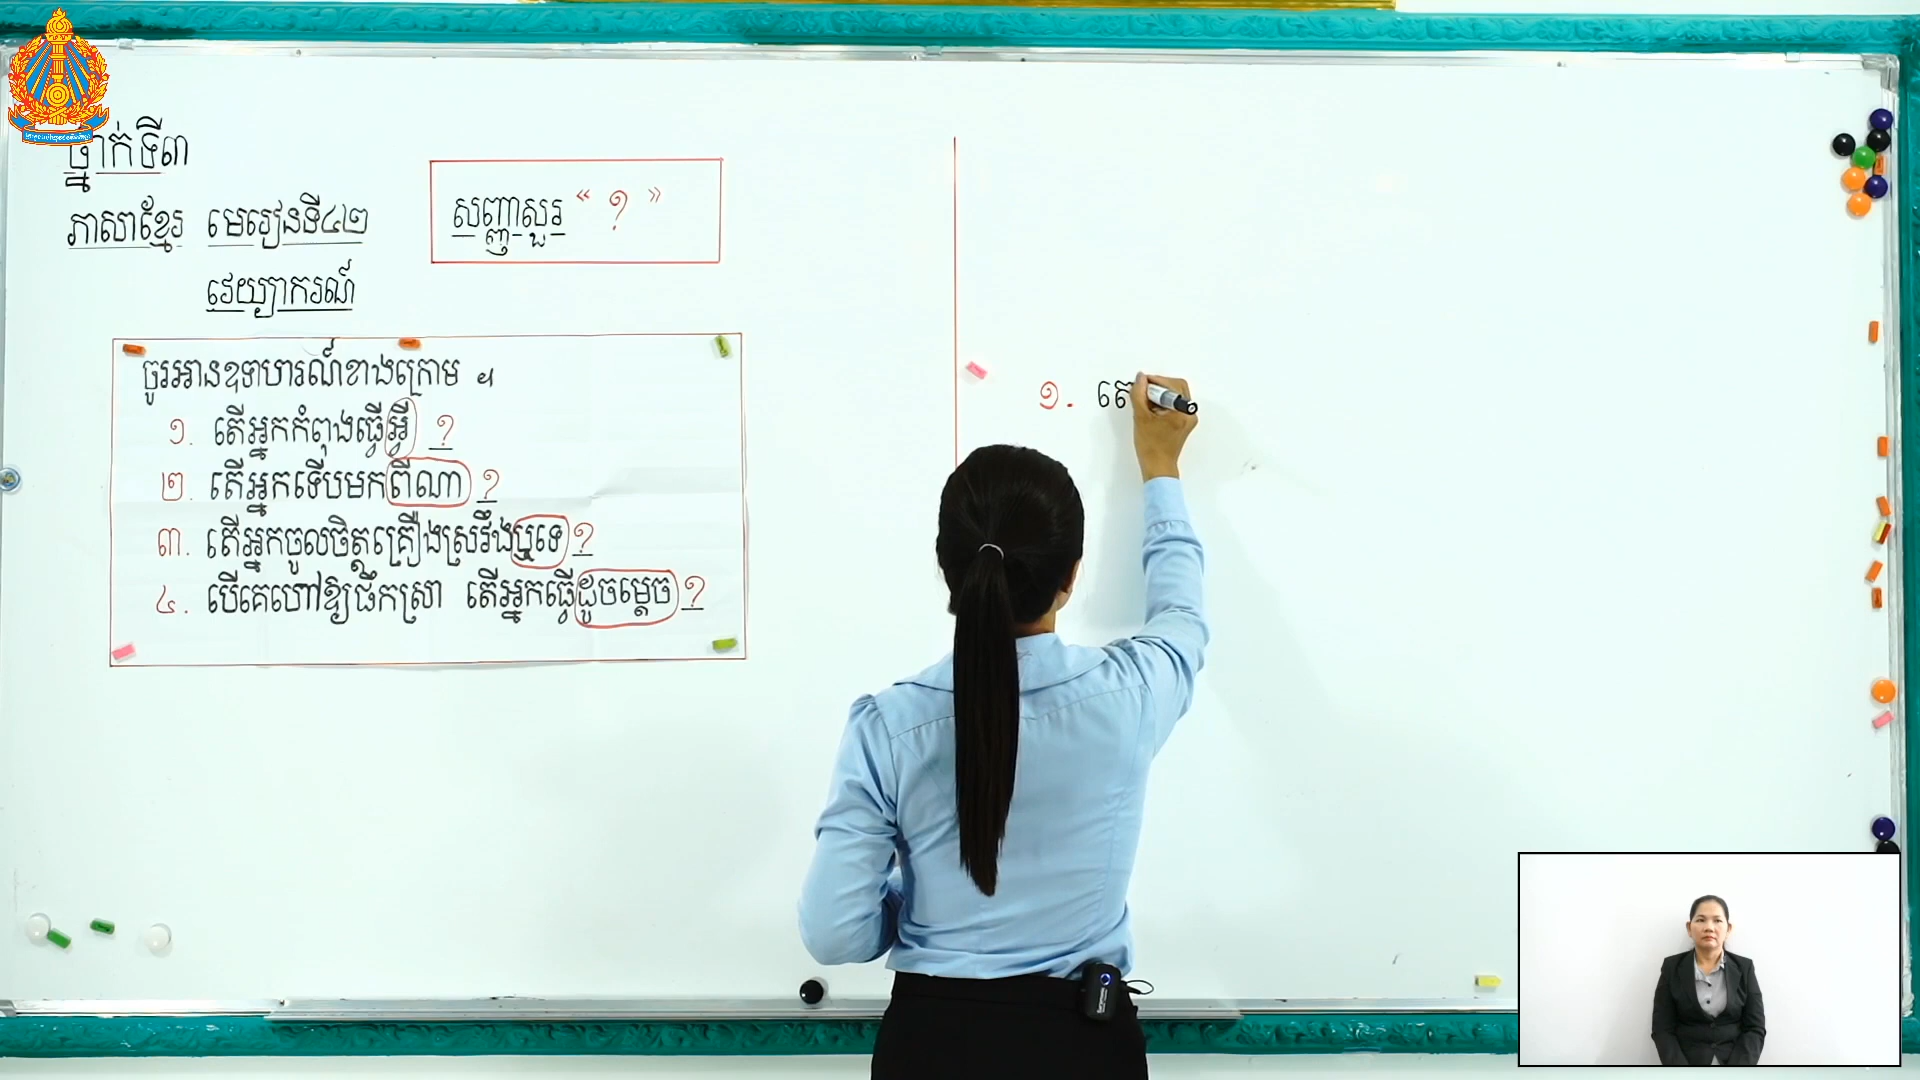 ថ្នាក់ទី៣
ភាសាខ្មែរ មេរៀនទី៤២
វេយ្យាករណ៍
សញ្ញាសួរ “ ? ”
ចូរអានឧទាហរណ៍ខាងក្រោម ។
១. តើអ្នកកំពុងធ្វើអ្វី ?
២. តើអ្នកទើបមកពីណា ?
៣. តើអ្នកចូលចិត្តគ្រឿងស្រវឹងឬទេ ?
៤. បើគេហៅឱ្យផឹកស្រា តើអ្នកធ្វើដូចម្ដេច ?
១. តេ